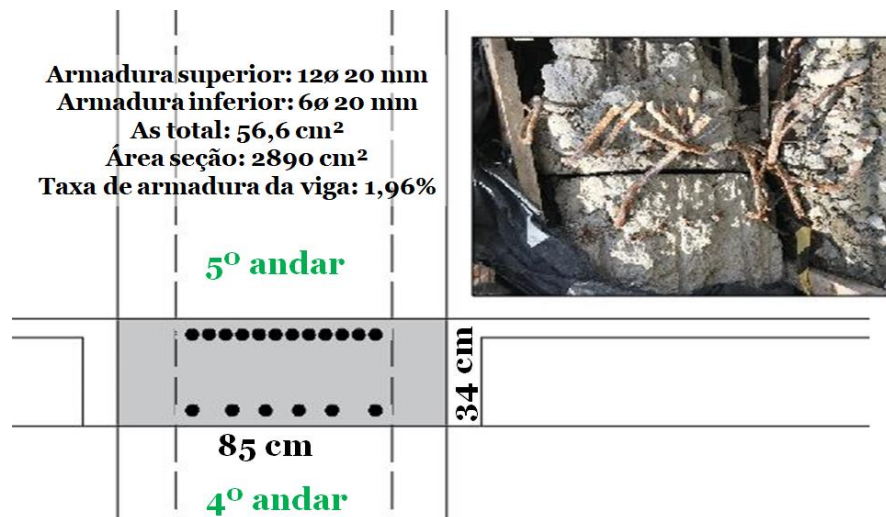 Armadura superior: 12ø 20 mm
Armadura inferior: 6ø 20 mm
As total: 56,6 cm²
Área seção: 2890 cm²
Taxa de armadura da viga: 1,96%
5º andar
34 cm
85 cm
4º andar